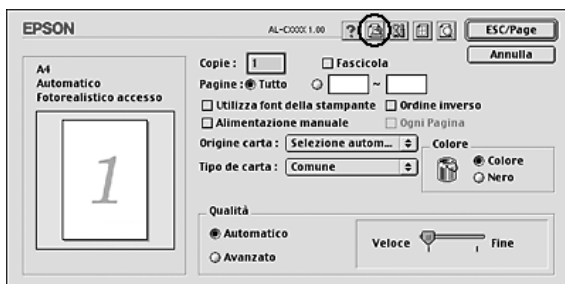 EPSON AL-CXXXX 1.00 ? ESC/Page
Annulla
A4
Automatico
Fotorealistico accesso
1
Copie : 1 Fascicola
Pagine : Tutto ~
Utilizza font della stampante Ordine inverso
Alimentazione manuale Ogni Pagina
Origine carta : Selezione autom...
Tipo de carta : Comune
Colore
Colore
Nero
Qualità
Automatico
Avanzato
Veloce Fine